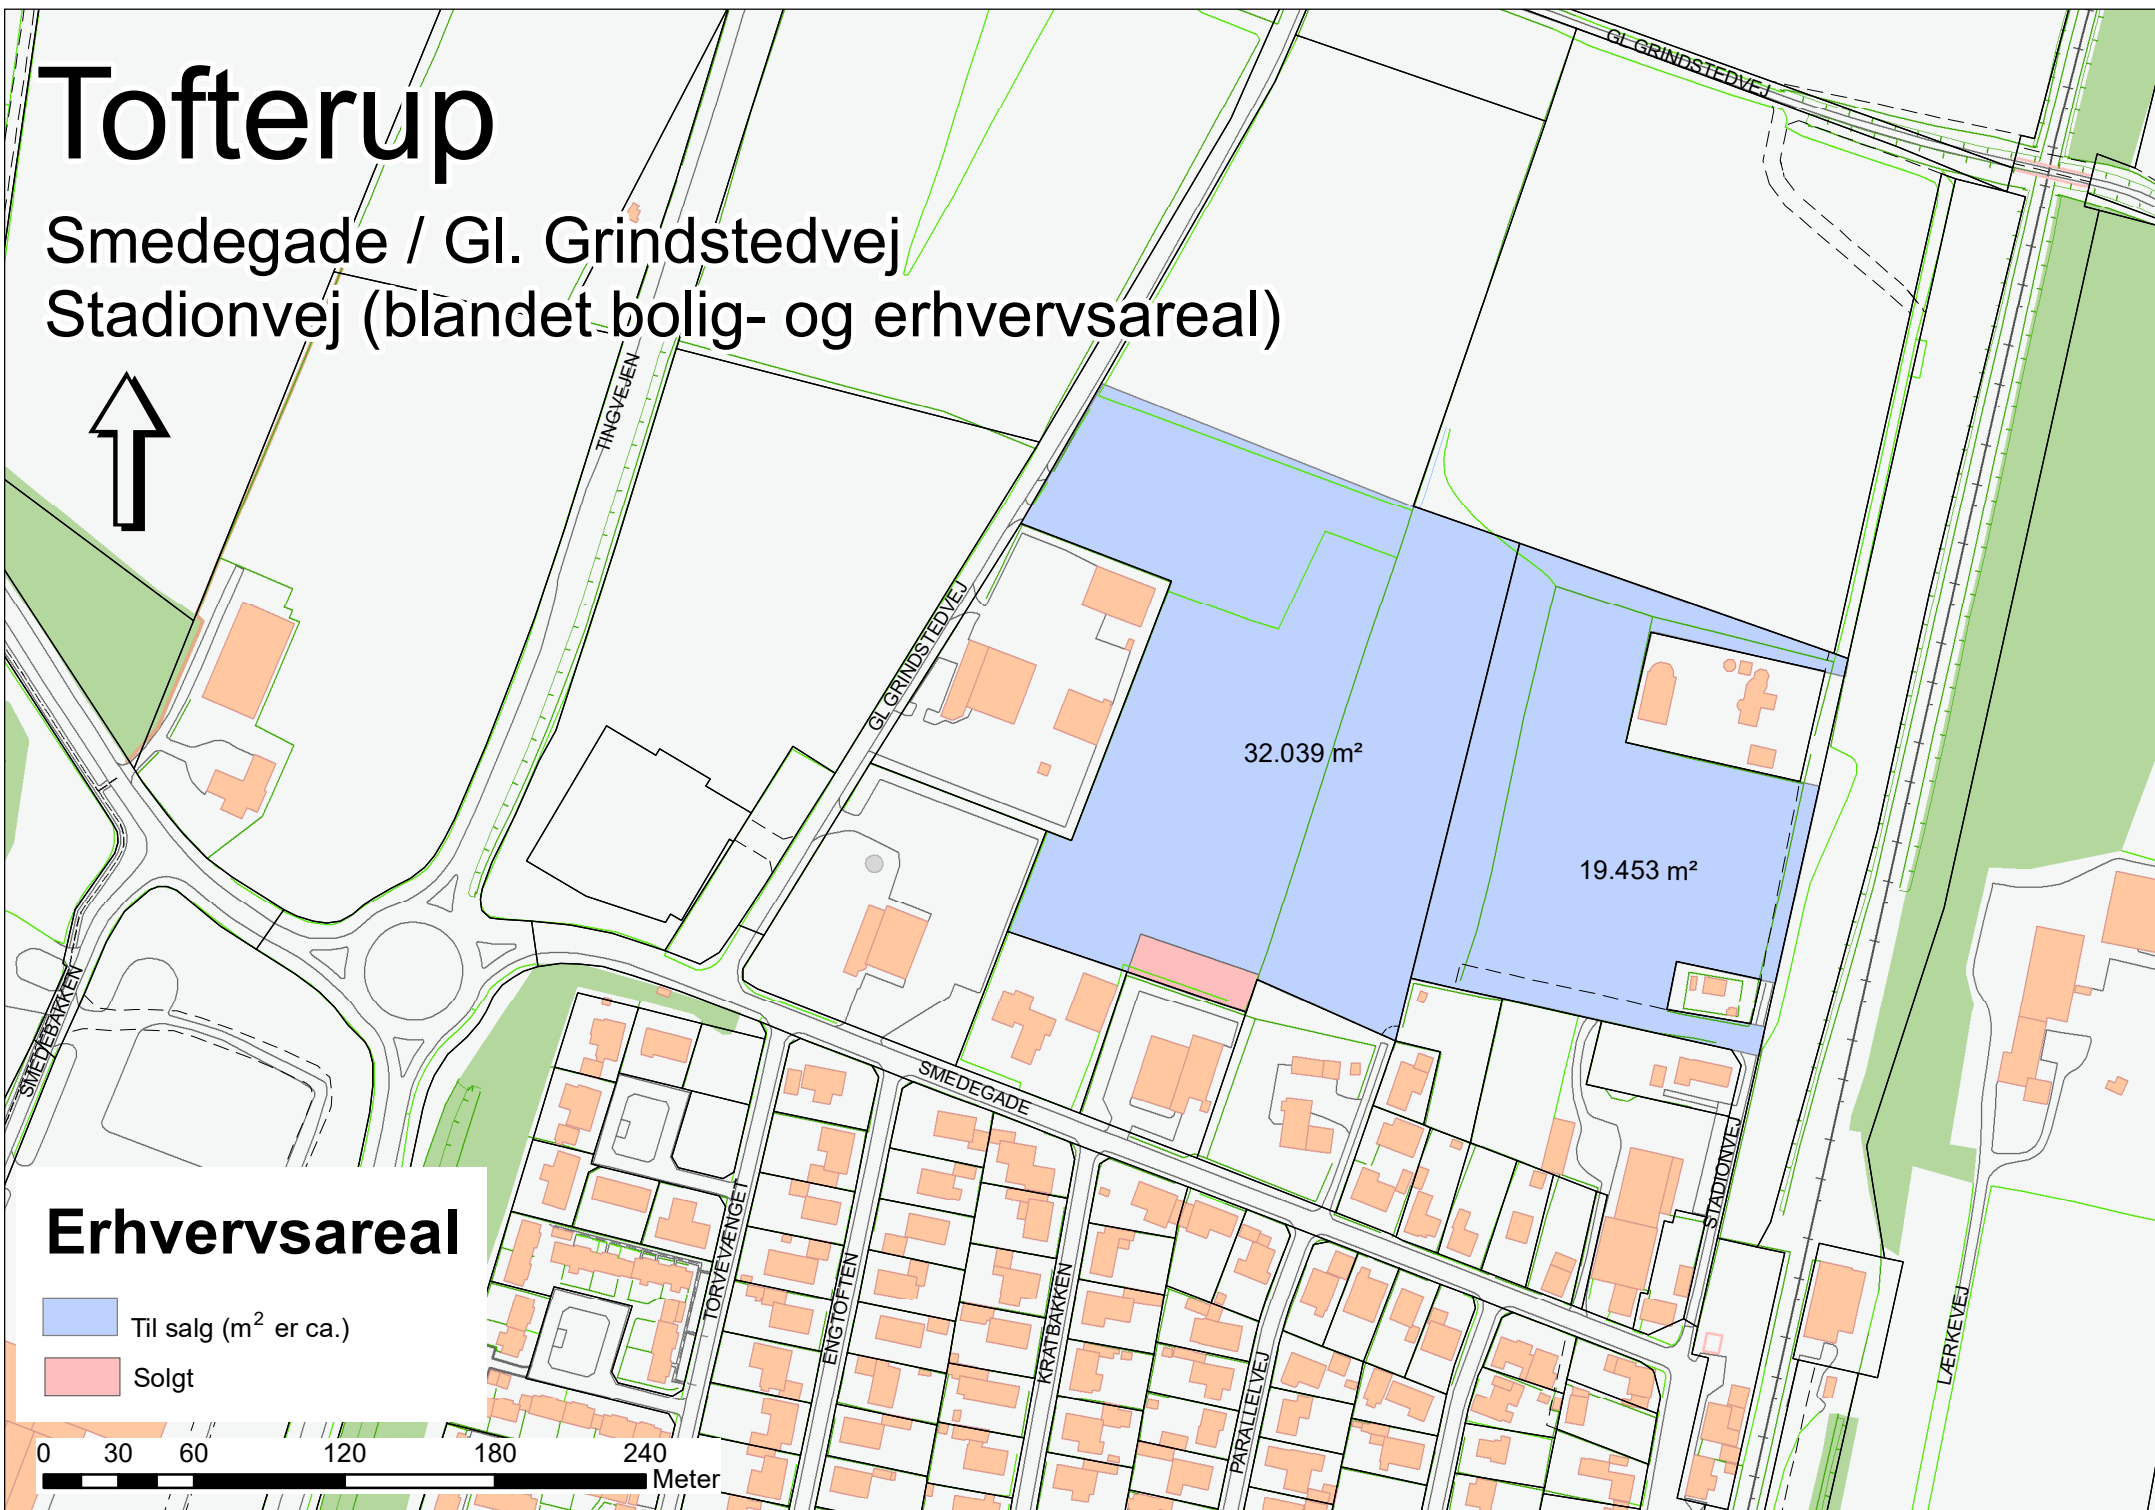 Tofterup
Smedegade / Gl. Grindstedvej
Stadionvej (blandet bolig- og erhvervsareal)
GL GRINDSTEDVEJ
TINGVEJEN
GL GRINDSTEDVEJ
32.039 m²
19.453 m²
SMEDEBAKKEN
SMEDEGADE
STADIONVEJ
TORVEVÆNGET
ENGTOFTEN
KRATBAKKEN
PARALLELVEJ
LÆRKEVEJ
Erhvervsareal
Til salg (m² er ca.)
Solgt
0 30 60 120 180 240
Meter